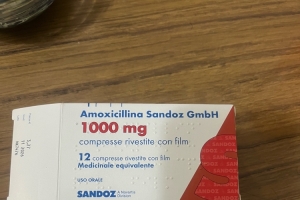 Amoxicillina Sandoz GmbH
1000 mg
compresse rivestite con film
12 compresse rivestite con film
Medicinale equivalente
USO ORALE
SANDOZ